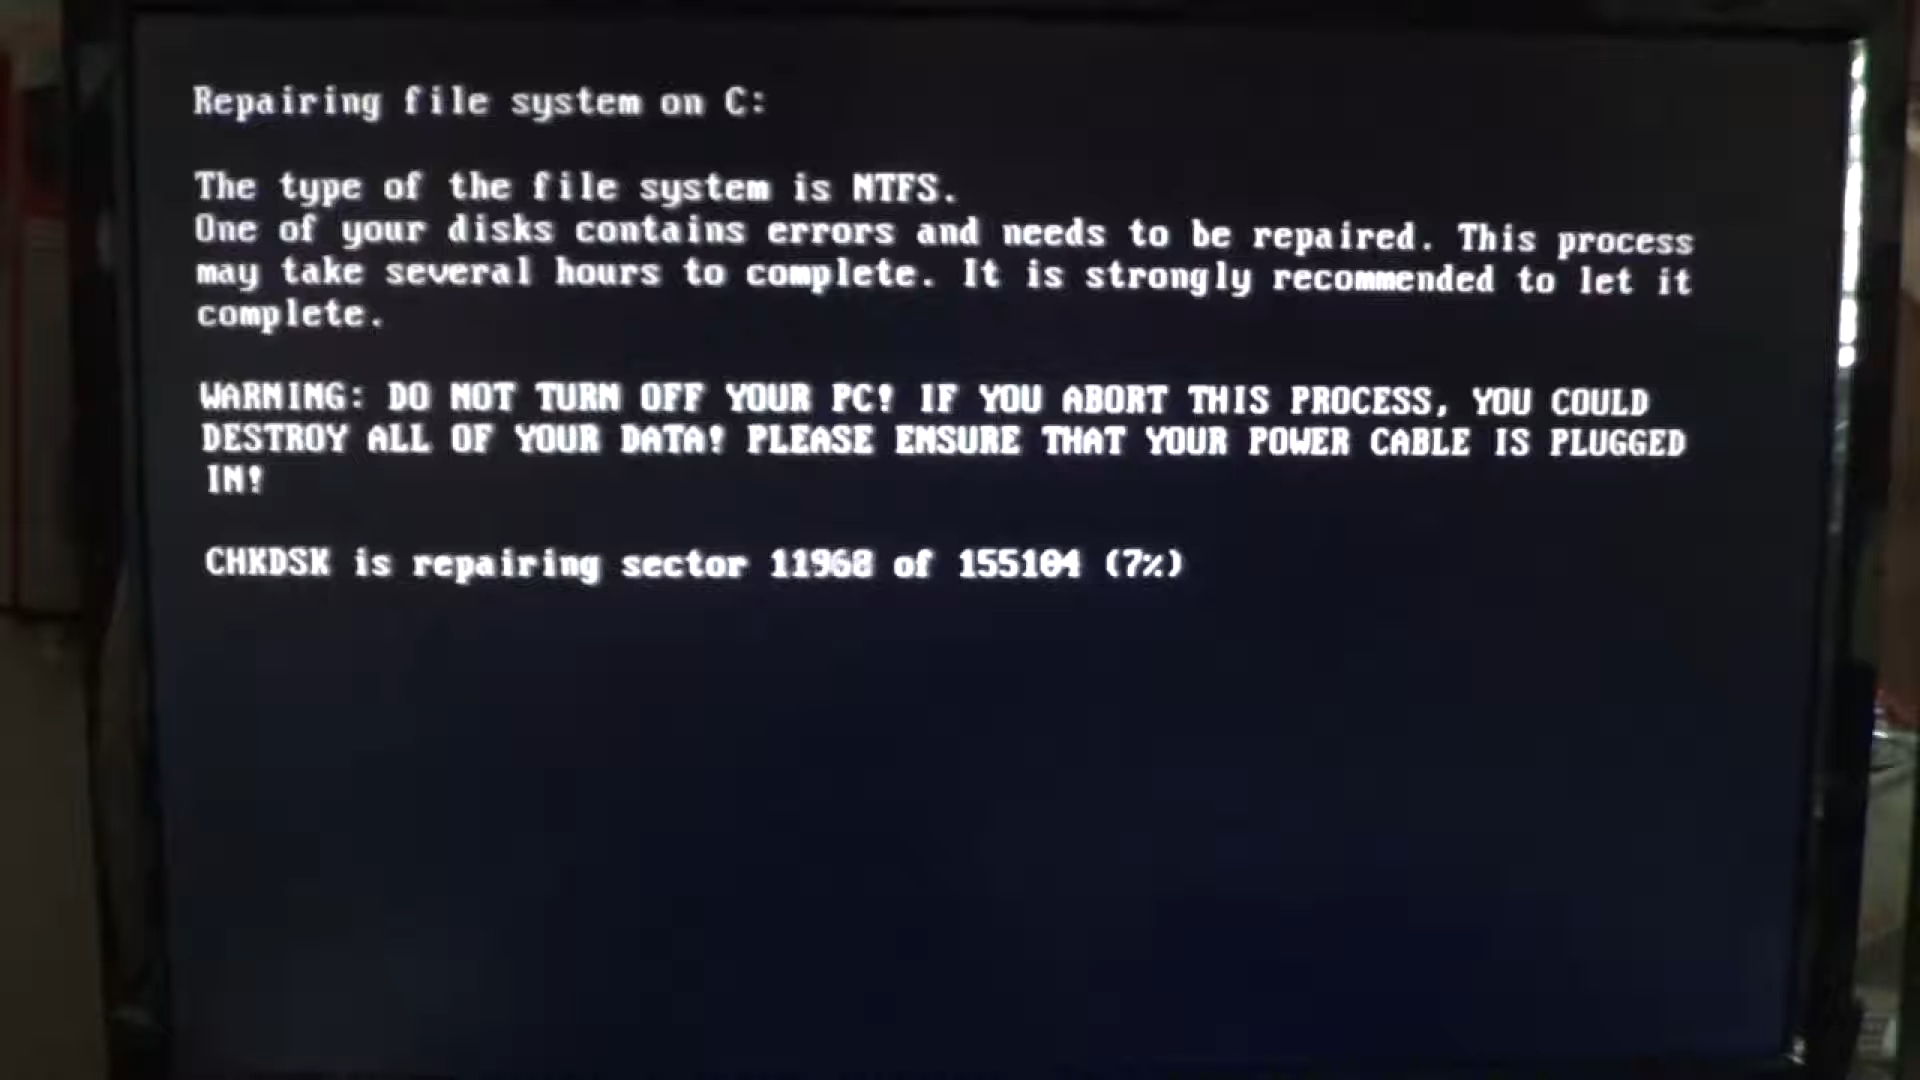 Repairing file system on C:
The type of the file system is NTFS.
One of your disks contains errors and needs to be repaired. This process
may take several hours to complete. It is strongly recommended to let it
complete.
WARNING: DO NOT TURN OFF YOUR PC! IF YOU ABORT THIS PROCESS, YOU COULD
DESTROY ALL OF YOUR DATA! PLEASE ENSURE THAT YOUR POWER CABLE IS PLUGGED
IN!
CHKDSK is repairing sector 11968 of 155104 (7%)